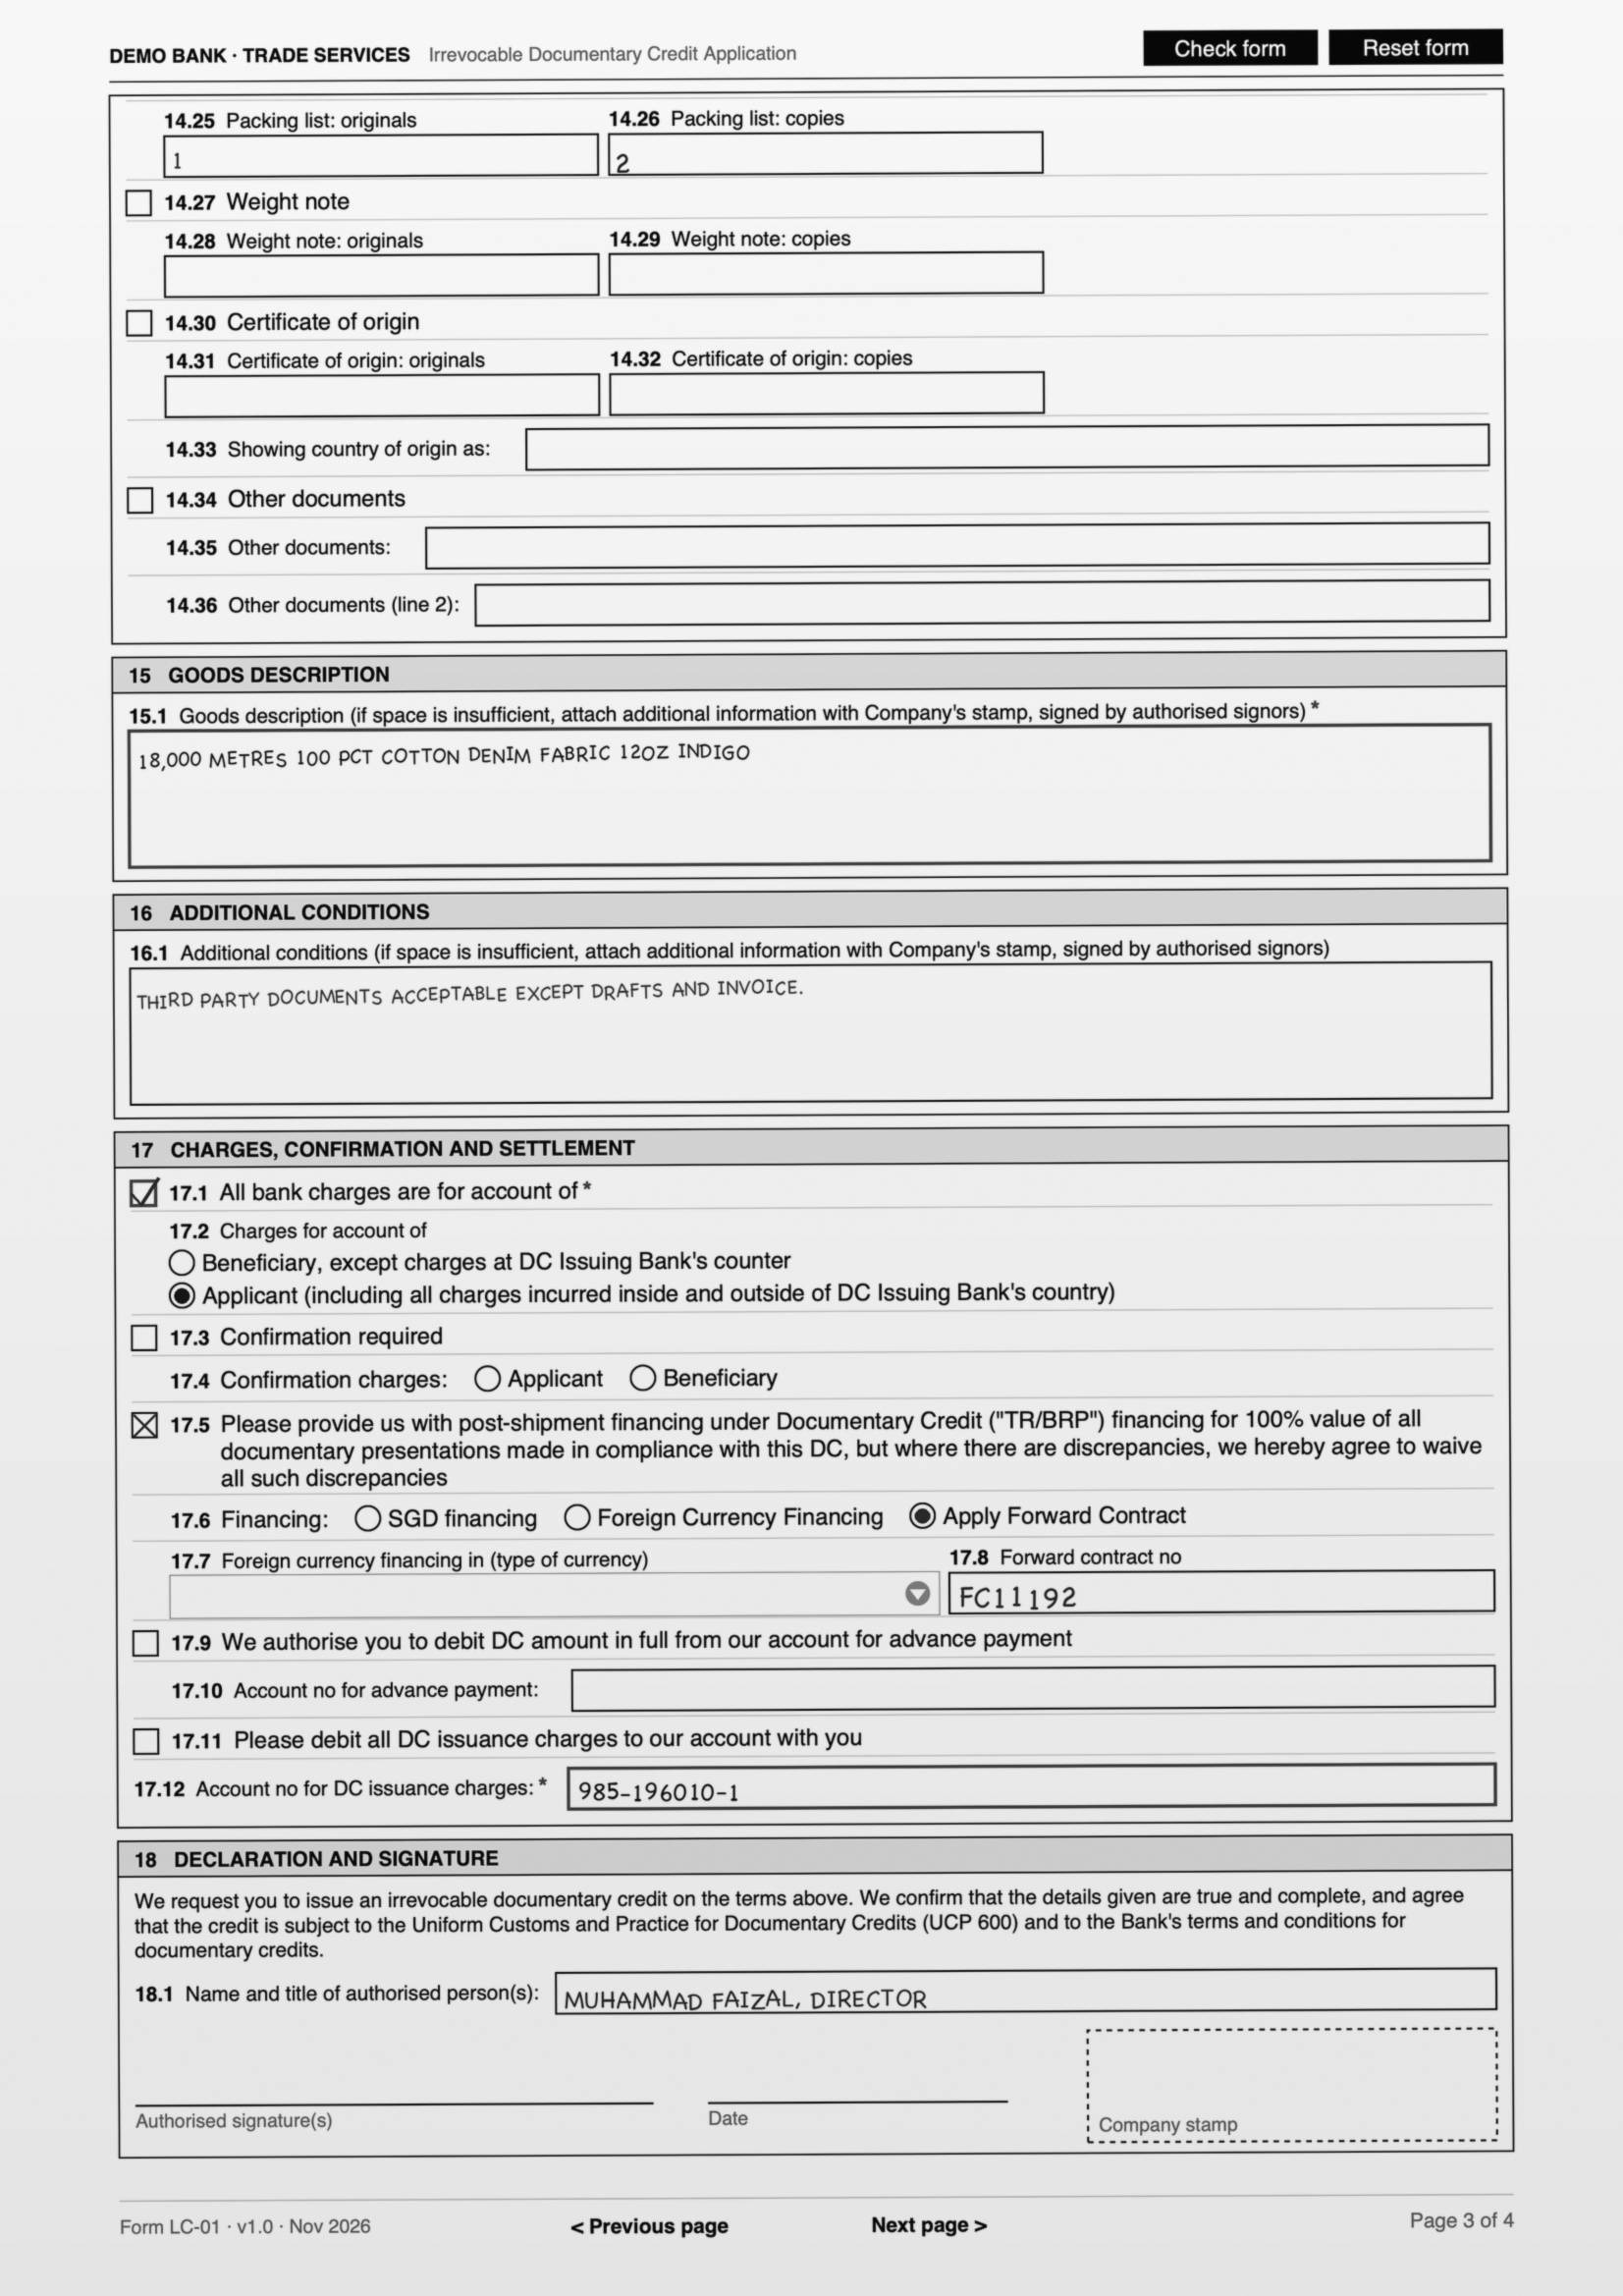 DEMO BANK · TRADE SERVICES Irrevocable Documentary Credit Application Check form Reset form
14.25 Packing list: originals 14.26 Packing list: copies
1 2
14.27 Weight note
14.28 Weight note: originals 14.29 Weight note: copies
14.30 Certificate of origin
14.31 Certificate of origin: originals 14.32 Certificate of origin: copies
14.33 Showing country of origin as:
14.34 Other documents
14.35 Other documents:
14.36 Other documents (line 2):
15 GOODS DESCRIPTION
15.1 Goods description (if space is insufficient, attach additional information with Company's stamp, signed by authorised signors) *
18,000 METRES 100 PCT COTTON DENIM FABRIC 12OZ INDIGO
16 ADDITIONAL CONDITIONS
16.1 Additional conditions (if space is insufficient, attach additional information with Company's stamp, signed by authorised signors)
THIRD PARTY DOCUMENTS ACCEPTABLE EXCEPT DRAFTS AND INVOICE.
17 CHARGES, CONFIRMATION AND SETTLEMENT
17.1 All bank charges are for account of *
17.2 Charges for account of
Beneficiary, except charges at DC Issuing Bank's counter
Applicant (including all charges incurred inside and outside of DC Issuing Bank's country)
17.3 Confirmation required
17.4 Confirmation charges: Applicant Beneficiary
17.5 Please provide us with post-shipment financing under Documentary Credit ("TR/BRP") financing for 100% value of all
documentary presentations made in compliance with this DC, but where there are discrepancies, we hereby agree to waive
all such discrepancies
17.6 Financing: SGD financing Foreign Currency Financing Apply Forward Contract
17.7 Foreign currency financing in (type of currency) 17.8 Forward contract no
FC11192
17.9 We authorise you to debit DC amount in full from our account for advance payment
17.10 Account no for advance payment:
17.11 Please debit all DC issuance charges to our account with you
17.12 Account no for DC issuance charges: * 985-196010-1
18 DECLARATION AND SIGNATURE
We request you to issue an irrevocable documentary credit on the terms above. We confirm that the details given are true and complete, and agree
that the credit is subject to the Uniform Customs and Practice for Documentary Credits (UCP 600) and to the Bank's terms and conditions for
documentary credits.
18.1 Name and title of authorised person(s): MUHAMMAD FAIZAL, DIRECTOR
Authorised signature(s) Date Company stamp
Form LC-01 · v1.0 · Nov 2026 < Previous page Next page > Page 3 of 4